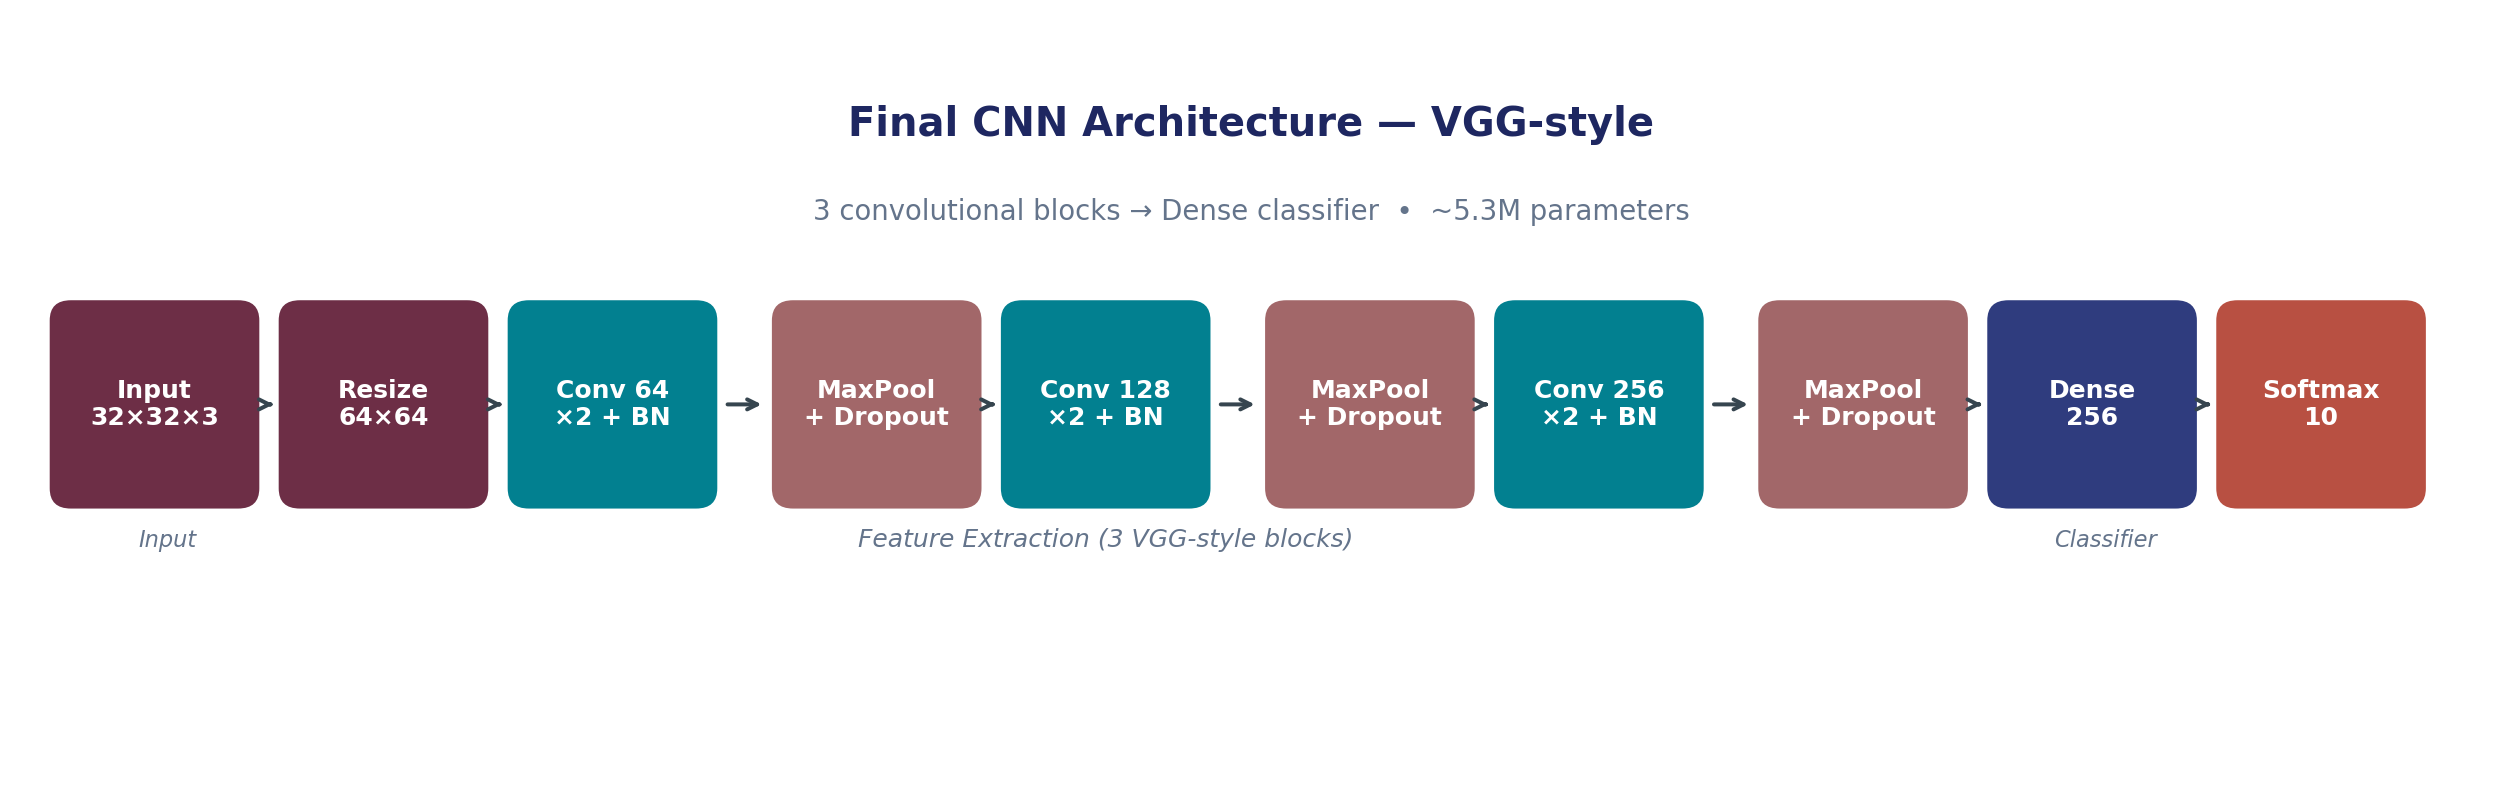 Final CNN Architecture — VGG-style
3 convolutional blocks → Dense classifier • ~5.3M parameters
Input
32×32×3
Resize
64×64
Conv 64
×2 + BN
MaxPool
+ Dropout
Conv 128
×2 + BN
MaxPool
+ Dropout
Conv 256
×2 + BN
MaxPool
+ Dropout
Dense
256
Softmax
10
Input
Feature Extraction (3 VGG-style blocks)
Classifier